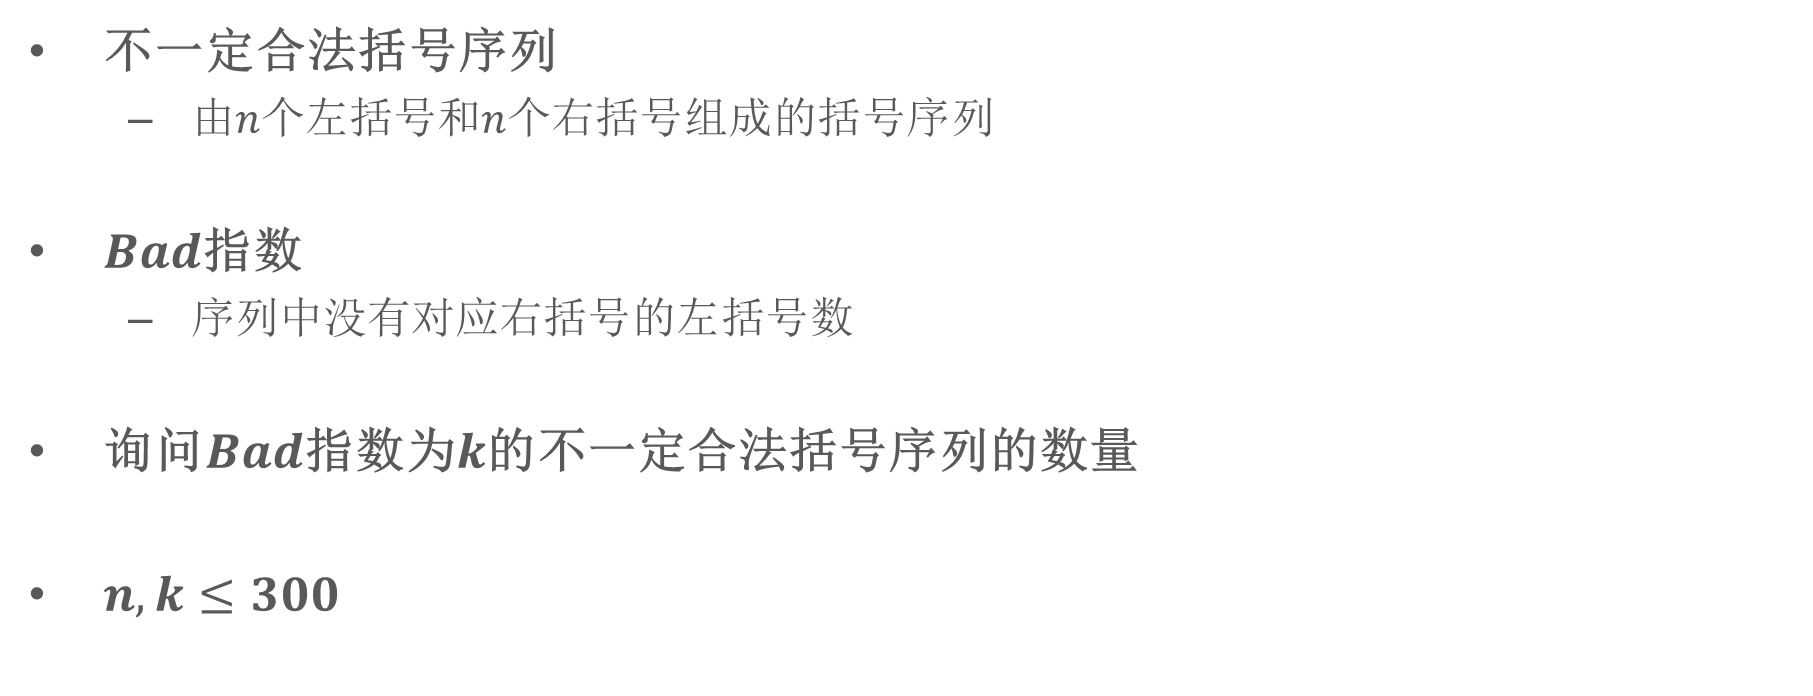 • 不一定合法括号序列
– 由n个左括号和n个右括号组成的括号序列
• Bad指数
– 序列中没有对应右括号的左括号数
• 询问Bad指数为k的不一定合法括号序列的数量
• n, k ≤ 300